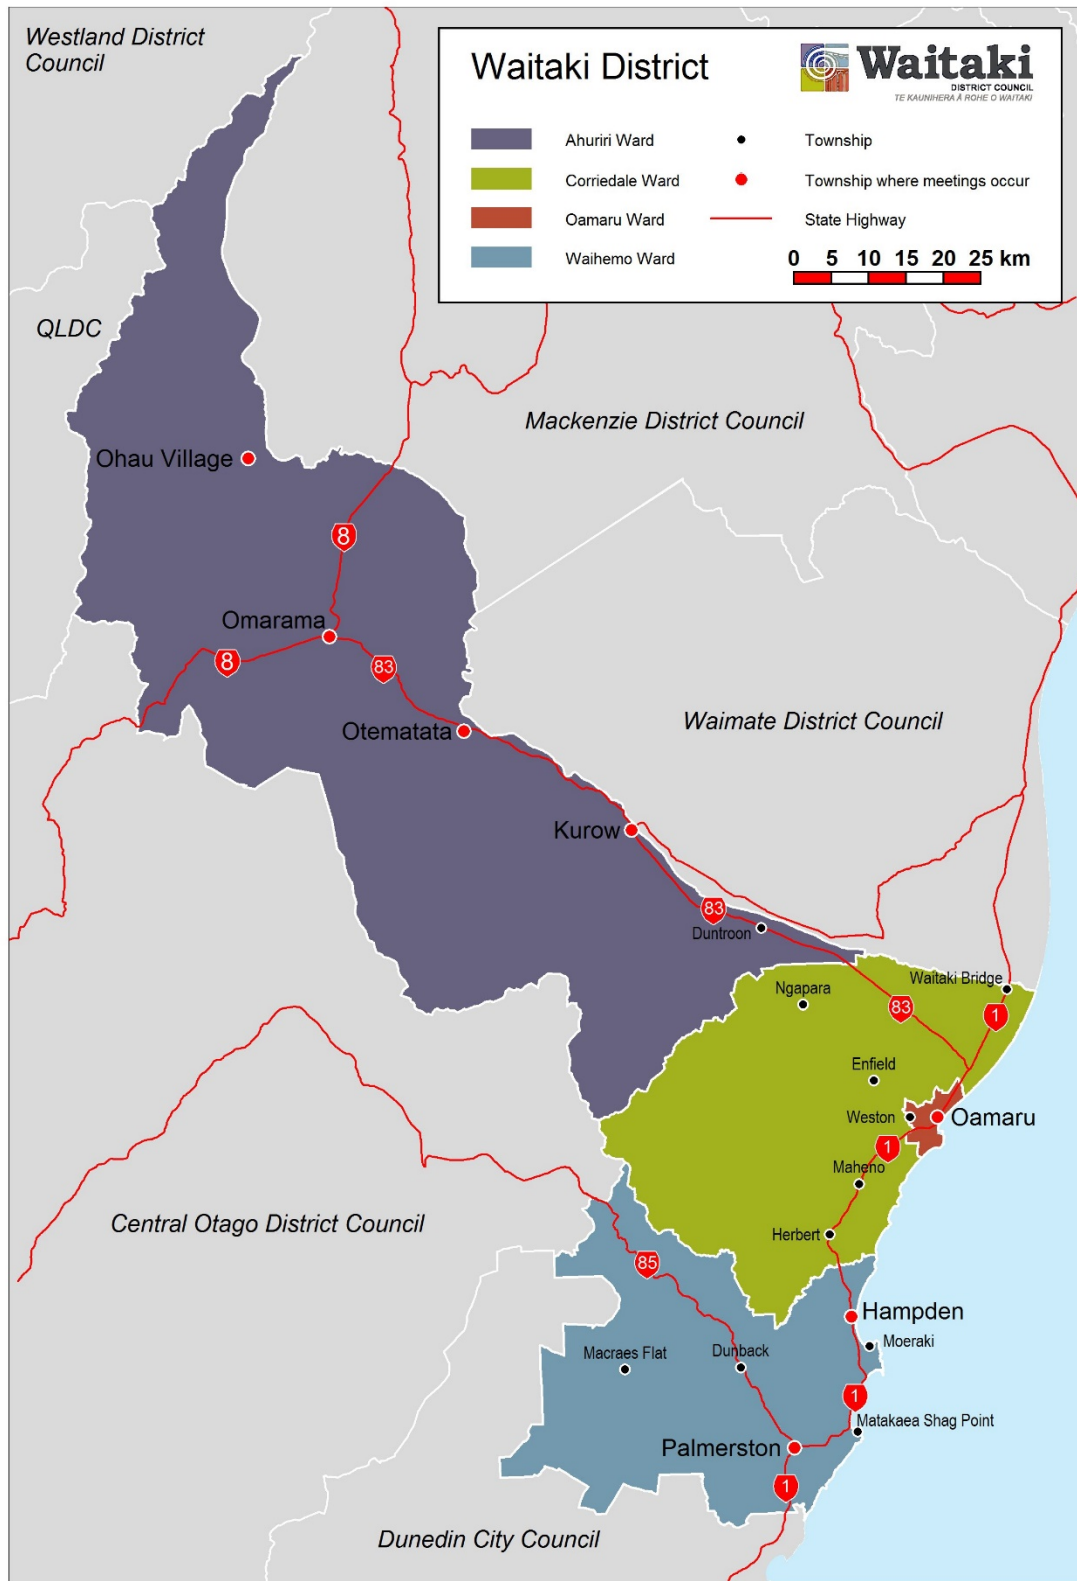 Westland District
Council
Waitaki District
Waitaki
DISTRICT COUNCIL
TE KAUNIHERA Ā ROHE O WAITAKI
Ahuriri Ward
Township
Corriedale Ward
Township where meetings occur
Oamaru Ward
State Highway
Waihemo Ward
0 5 10 15 20 25 km
QLDC
Mackenzie District Council
Ohau Village
8
Omarama
8
83
Otematata
Waimate District Council
Kurow
83
Duntroon
Ngapara
Waitaki Bridge
83
1
Enfield
Weston
Oamaru
1
Maheno
Central Otago District Council
Herbert
85
Hampden
Moeraki
Macraes Flat
Dunback
1
Matakaea Shag Point
Palmerston
1
Dunedin City Council